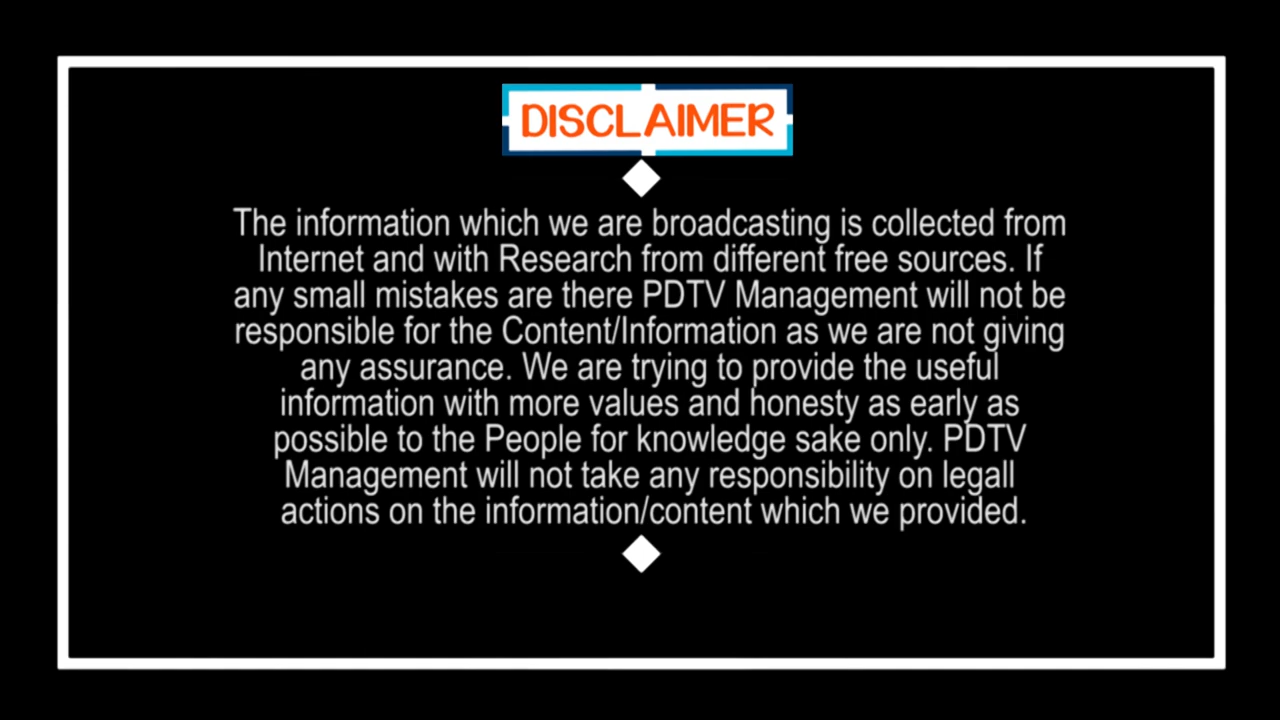 DISCLAIMER
The information which we are broadcasting is collected from
Internet and with Research from different free sources. If
any small mistakes are there PDTV Management will not be
responsible for the Content/Information as we are not giving
any assurance. We are trying to provide the useful
information with more values and honesty as early as
possible to the People for knowledge sake only. PDTV
Management will not take any responsibility on legall
actions on the information/content which we provided.